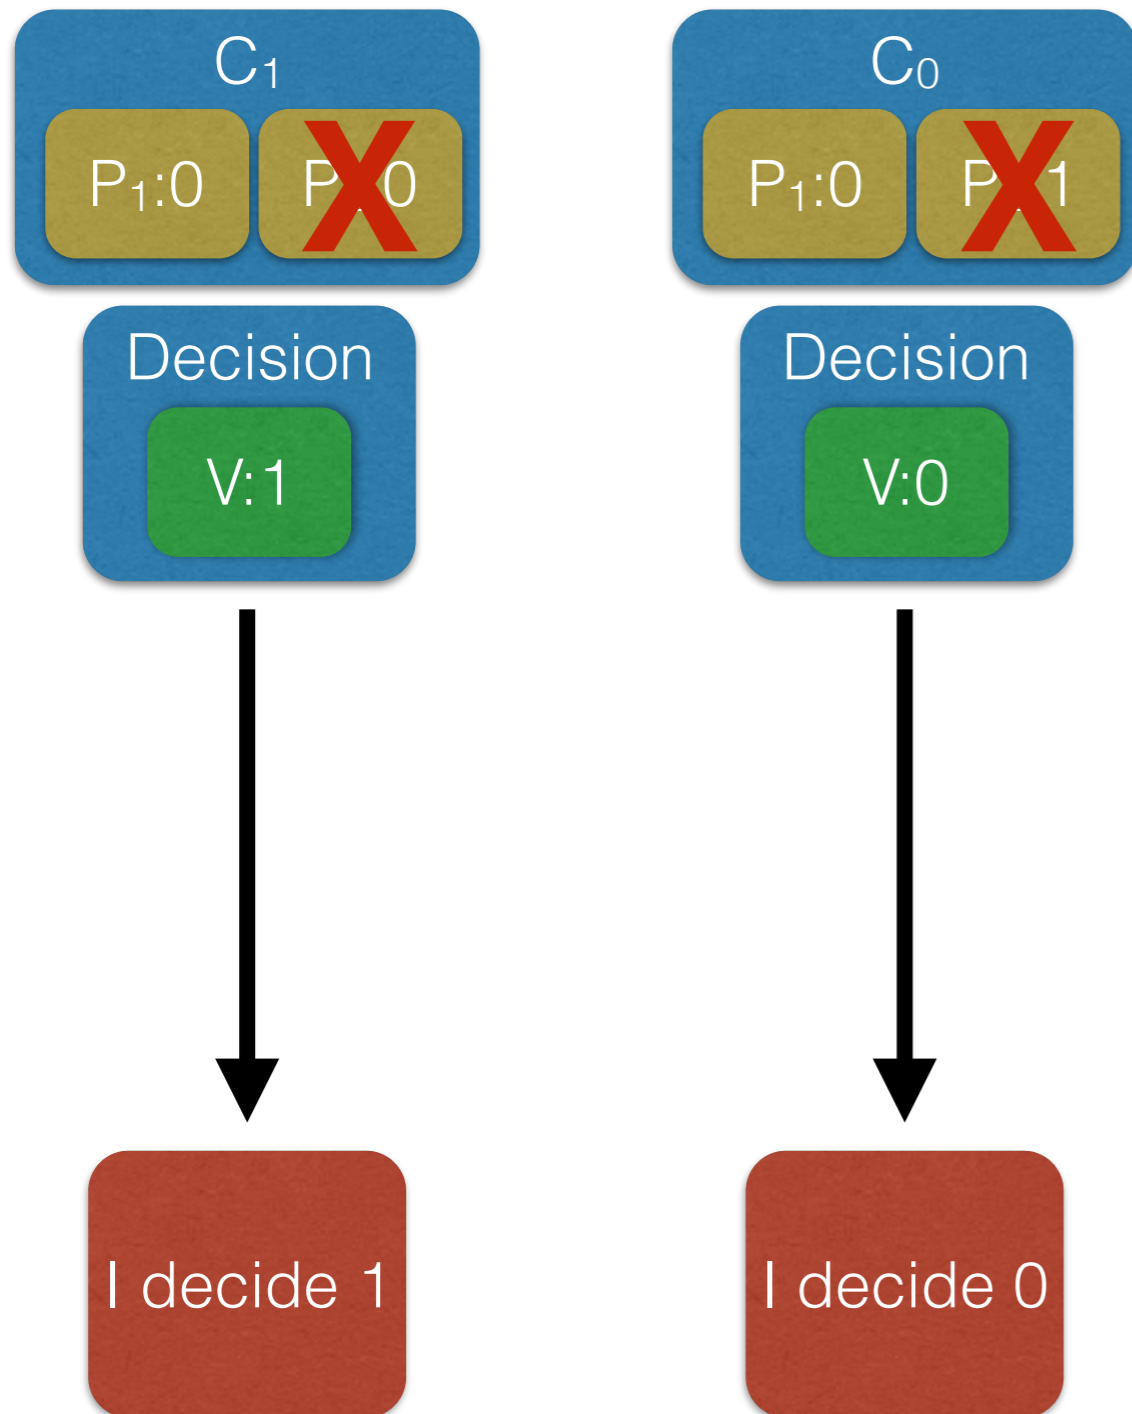 C₁
P₁:0
C₀
P₁:0
Decision
V:1
Decision
V:0
I decide 1
I decide 0